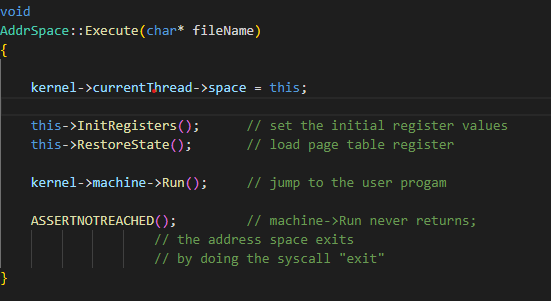 void
AddrSpace::Execute(char* fileName)
{
kernel->currentThread->space = this;
this->InitRegisters(); // set the initial register values
this->RestoreState(); // load page table register
kernel->machine->Run(); // jump to the user progam
ASSERTNOTREACHED(); // machine->Run never returns;
// the address space exits
// by doing the syscall "exit"
}